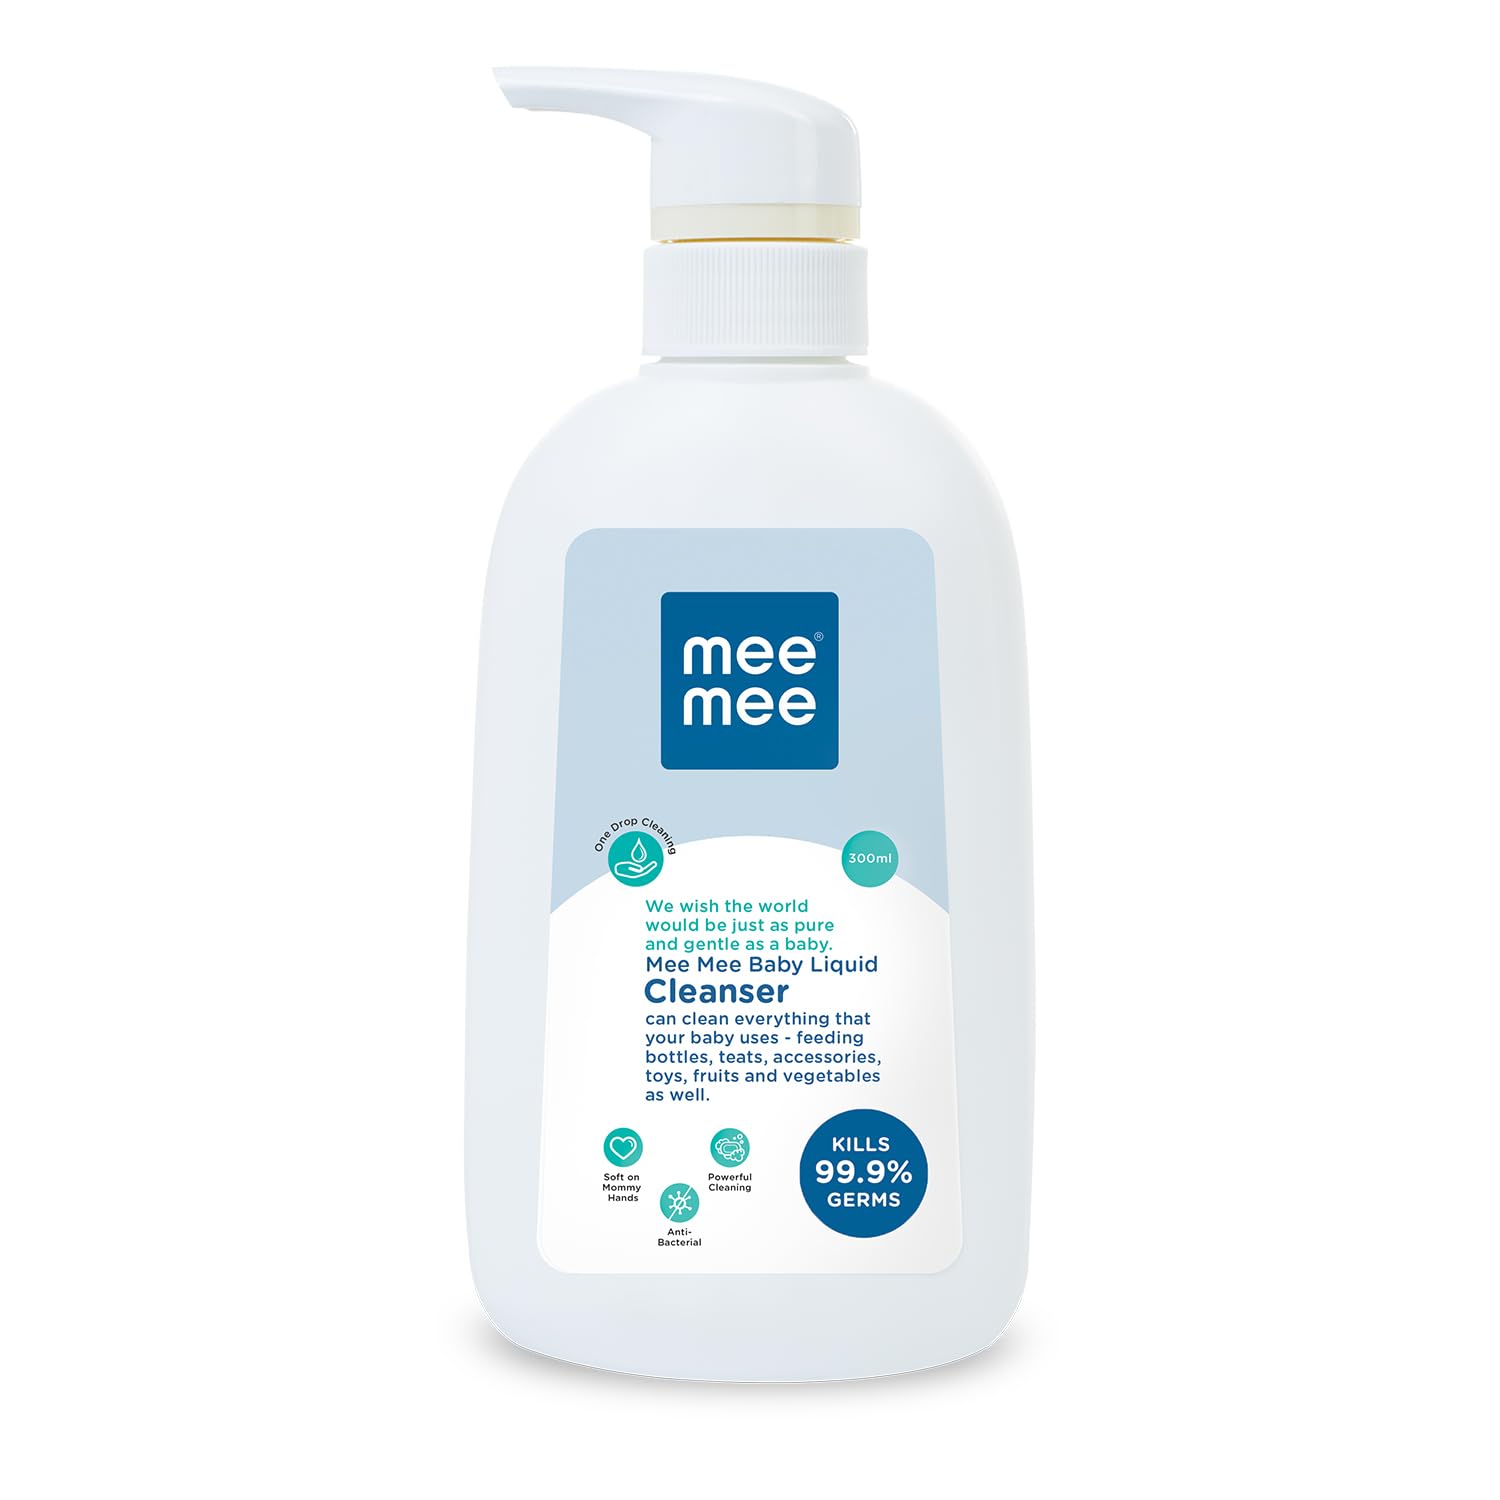 mee®
mee
One Drop Cleaning
300ml
We wish the world
would be just as pure
and gentle as a baby.
Mee Mee Baby Liquid
Cleanser
can clean everything that
your baby uses - feeding
bottles, teats, accessories,
toys, fruits and vegetables
as well.
Soft on
Mommy
Hands
Powerful
Cleaning
Anti-
Bacterial
KILLS
99.9%
GERMS